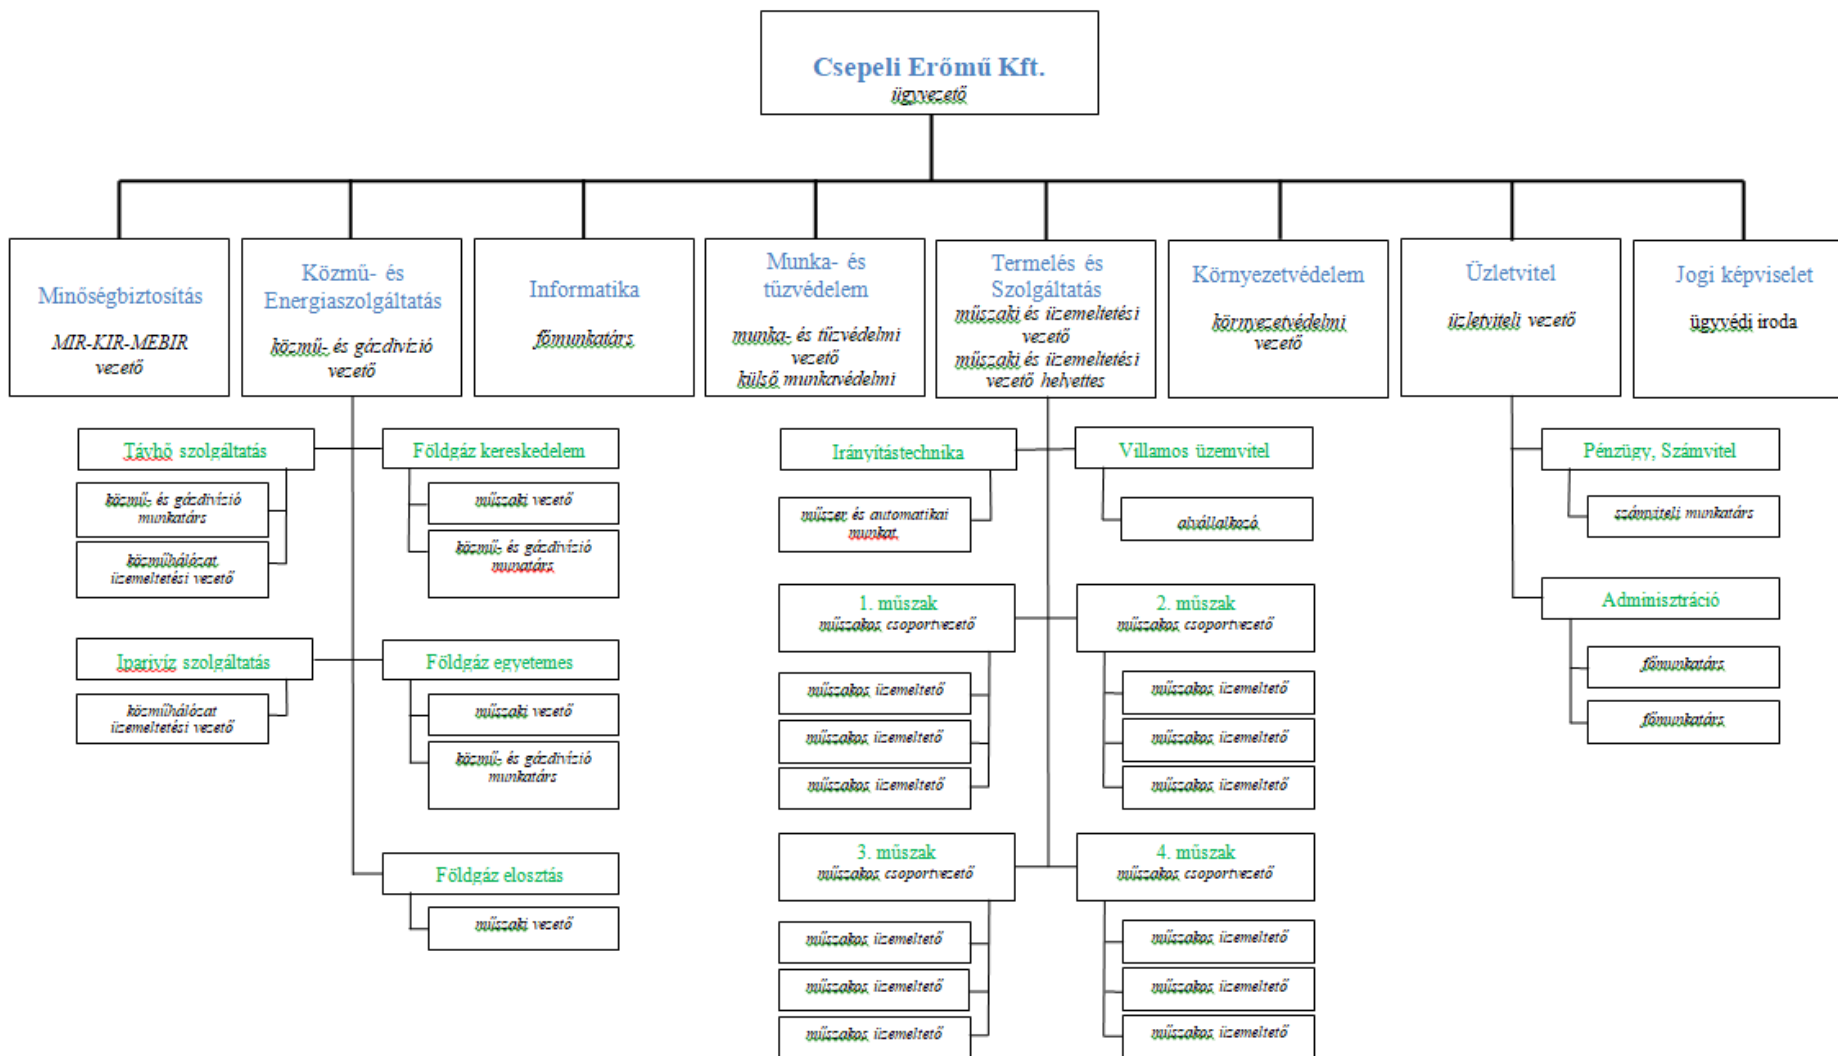 Csepeli Erőmű Kft.
ügyvezető
Minőségbiztosítás
MIR-KIR-MEBIR
vezető
Közmű- és
Energiaszolgáltatás
közmű- és gázdivízió
vezető
Informatika
főmunkatárs
Munka- és
tűzvédelem
munka- és tűzvédelmi
vezető
külső munkavédelmi
Termelés és
Szolgáltatás
műszaki és üzemeltetési
vezető
műszaki és üzemeltetési
vezető helyettes
Környezetvédelem
környezetvédelmi
vezető
Üzletvitel
üzletviteli vezető
Jogi képviselet
ügyvédi iroda
Távhő szolgáltatás
közmű- és gázdivízió
munkatárs
közműhálózat
üzemeltetési vezető
Földgáz kereskedelem
műszaki vezető
közmű- és gázdivízió
munatárs
Iparivíz szolgáltatás
közműhálózat
üzemeltetési vezető
Földgáz egyetemes
műszaki vezető
közmű- és gázdivízió
munkatárs
Földgáz elosztás
műszaki vezető
Irányítástechnika
műszer és automatikai
munkat.
Villamos üzemvitel
alvállalkozó
1. műszak
műszakos csoportvezető
műszakos üzemeltető
műszakos üzemeltető
műszakos üzemeltető
2. műszak
műszakos csoportvezető
műszakos üzemeltető
műszakos üzemeltető
műszakos üzemeltető
3. műszak
műszakos csoportvezető
műszakos üzemeltető
műszakos üzemeltető
műszakos üzemeltető
4. műszak
műszakos csoportvezető
műszakos üzemeltető
műszakos üzemeltető
műszakos üzemeltető
Pénzügy, Számvitel
számviteli munkatárs
Adminisztráció
főmunkatárs
főmunkatárs